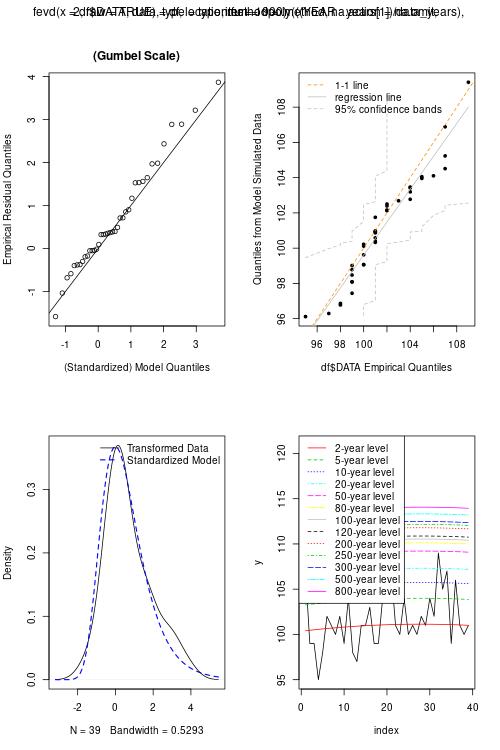 (Gumbel Scale)
Empirical Residual Quantiles
4
3
2
1
0
-1
-1 0 1 2 3
(Standardized) Model Quantiles
Quantiles from Model Simulated Data
1-1 line
regression line
95% confidence bands
108
106
104
102
100
98
96
96 98 100 104 108
df$DATA Empirical Quantiles
Density
Transformed Data
Standardized Model
0.3
0.2
0.1
0.0
-2 0 2 4
N = 39 Bandwidth = 0.5293
y
2-year level
5-year level
10-year level
20-year level
50-year level
80-year level
100-year level
120-year level
200-year level
250-year level
300-year level
500-year level
800-year level
120
115
110
105
100
95
0 10 20 30 40
index